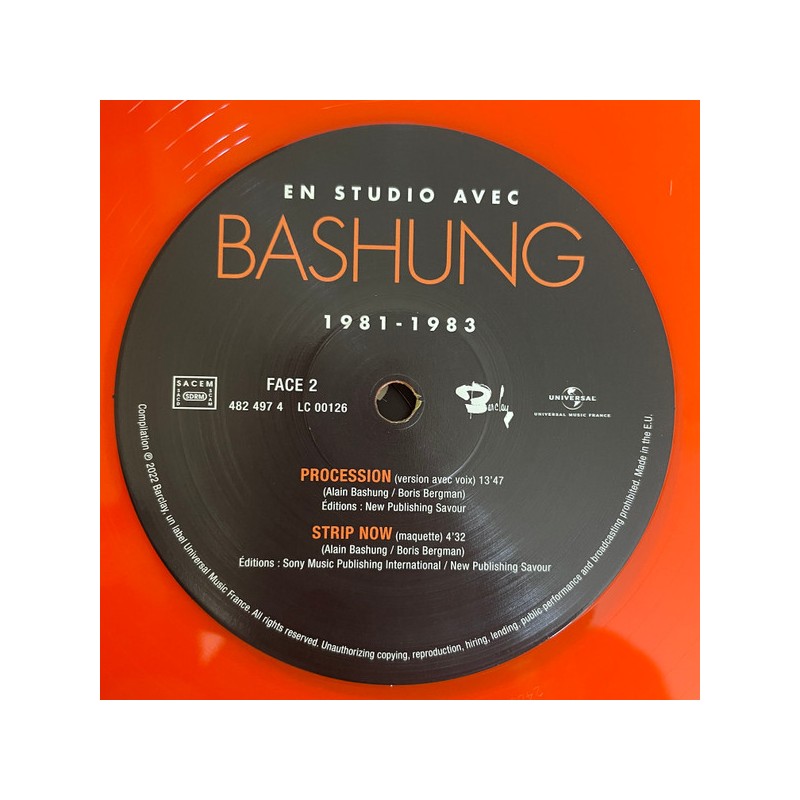 EN STUDIO AVEC
BASHUNG
1981-1983
SACEM
SACD
SDRM
SCAM
FACE 2
482 497 4 LC 00126
Barclay
UNIVERSAL
UNIVERSAL MUSIC FRANCE
PROCESSION (version avec voix) 13'47
(Alain Bashung / Boris Bergman)
Éditions : New Publishing Savour
STRIP NOW (maquette) 4'32
(Alain Bashung / Boris Bergman)
Éditions : Sony Music Publishing International / New Publishing Savour
Compilation ℗ 2022 Barclay, un label Universal Music France. All rights reserved. Unauthorizing copying, reproduction, hiring, lending, public performance and broadcasting prohibited. Made in the E.U.